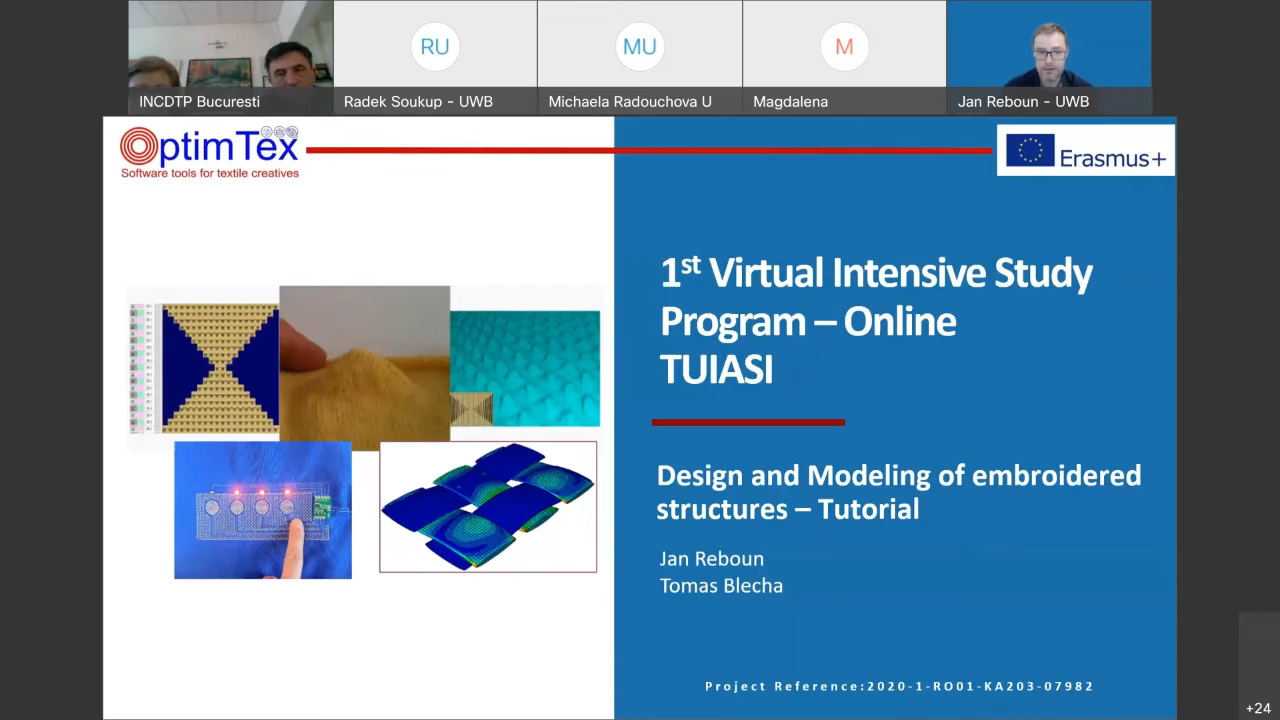 RU
MU
M
INCDTP Bucuresti
Radek Soukup - UWB
Michaela Radouchova U
Magdalena
Jan Reboun - UWB
OptimTex
Software tools for textile creatives
Erasmus+
1st Virtual Intensive Study
Program – Online
TUIASI
Design and Modeling of embroidered
structures – Tutorial
Jan Reboun
Tomas Blecha
Project Reference:2020-1-RO01-KA203-07982
+24